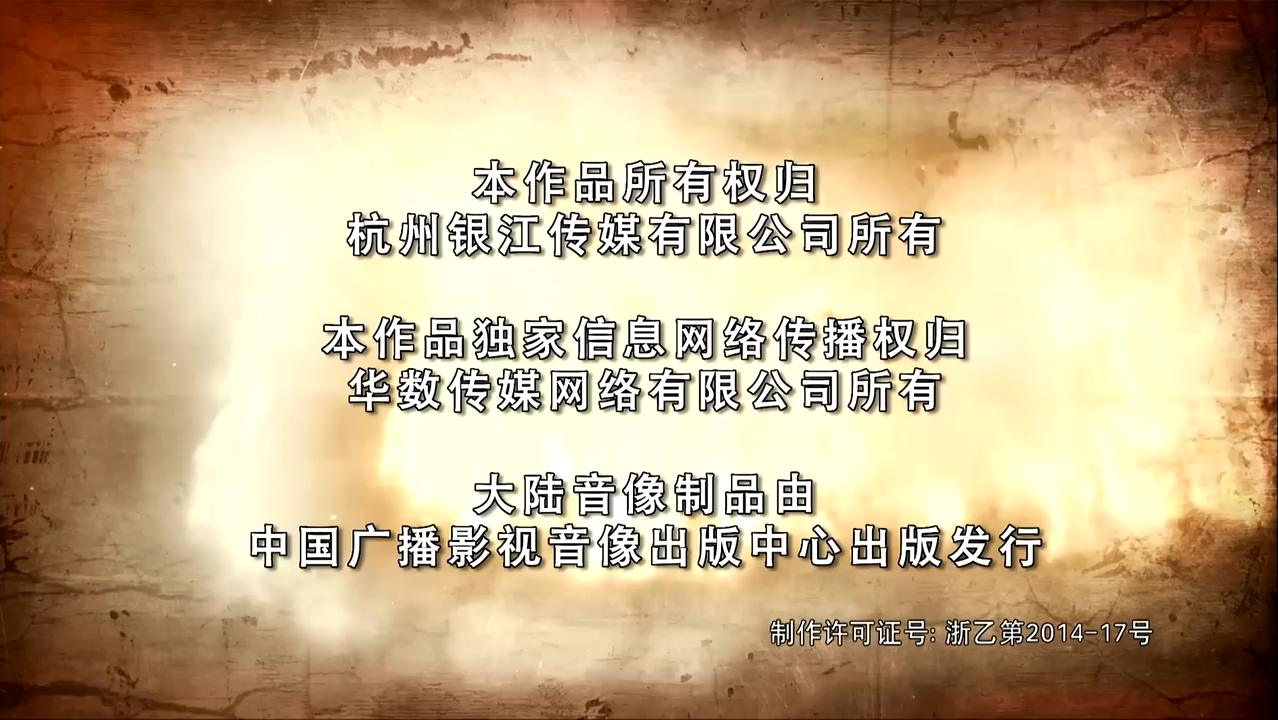 本作品所有权归
杭州银江传媒有限公司所有
本作品独家信息网络传播权归
华数传媒网络有限公司所有
大陆音像制品由
中国广播影视音像出版中心出版发行
制作许可证号: 浙乙第2014-17号